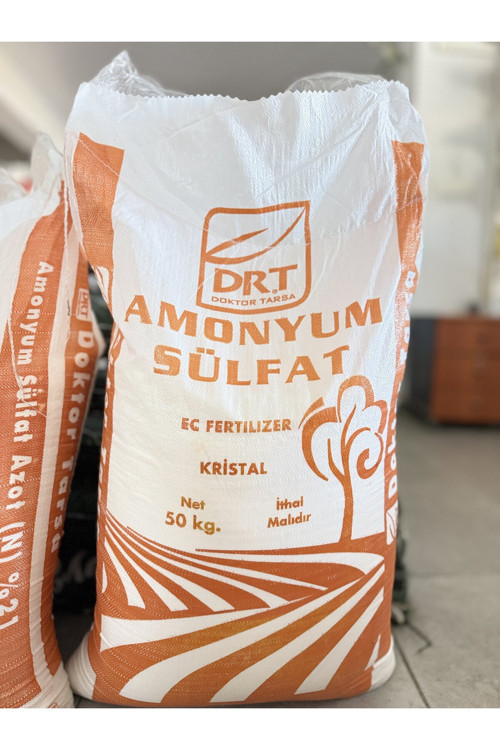 DR.T
DOKTOR TARSA
AMONYUM
SÜLFAT
EC FERTILIZER
KRİSTAL
Net
50 kg.
İthal
Malıdır
Doktor Tarsa
Amonyum Sülfat Azot (N) %21